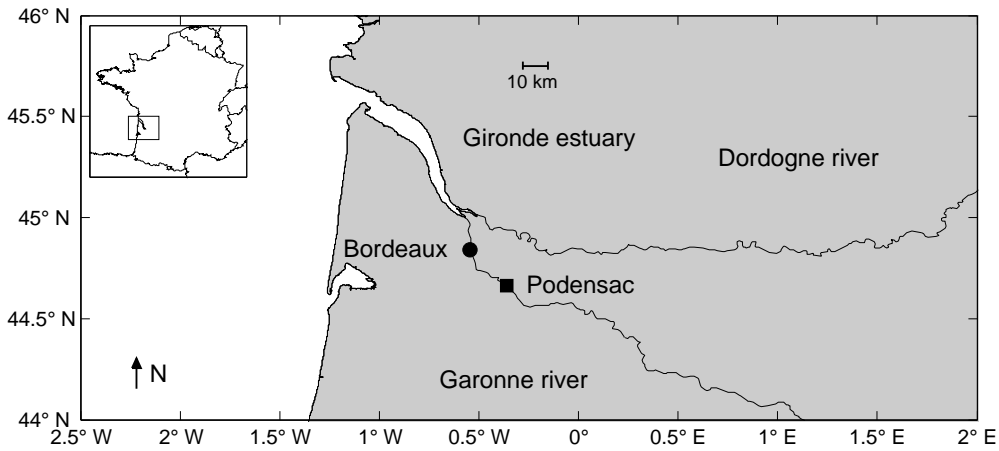 46° N
10 km
45.5° N
Gironde estuary
Dordogne river
45° N
Bordeaux
Podensac
44.5° N
N
Garonne river
44° N
2.5° W
2° W
1.5° W
1° W
0.5° W
0°
0.5° E
1° E
1.5° E
2° E